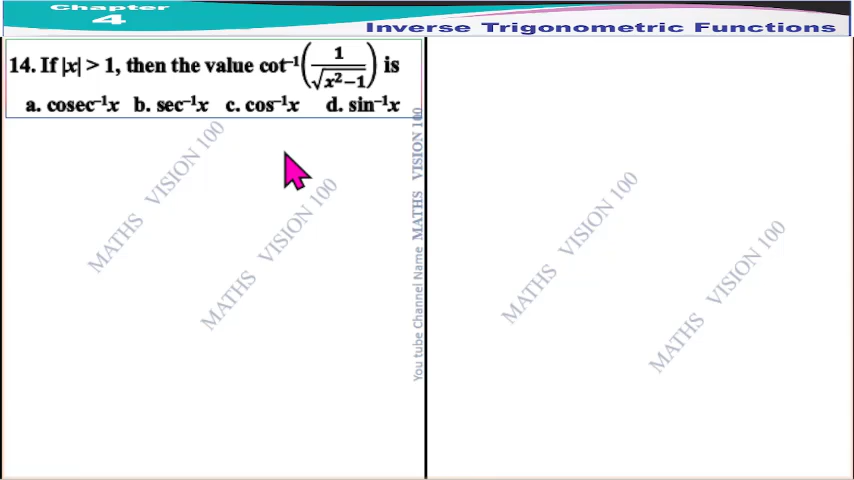 Chapter
4
Inverse Trigonometric Functions
14. If |x| > 1, then the value cot⁻¹(1/√(x²−1)) is
a. cosec⁻¹x b. sec⁻¹x c. cos⁻¹x d. sin⁻¹x
MATHS VISION 100
MATHS VISION 100
You tube Channel Name MATHS VISION 100
MATHS VISION 100
MATHS VISION 100